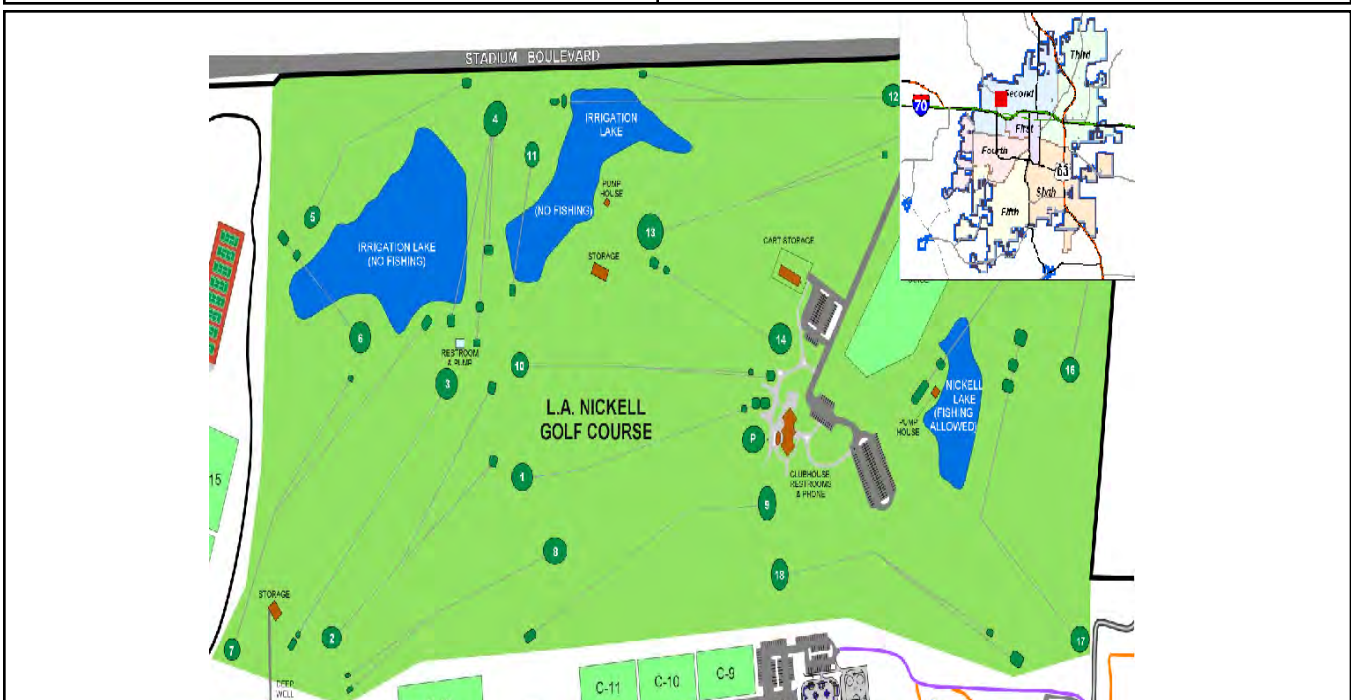 STADIUM BOULEVARD
Third
Second
70
First
Fourth
63
Sixth
Fifth
12
4
IRRIGATION
LAKE
11
PUMP
HOUSE
(NO FISHING)
5
13
IRRIGATION LAKE
(NO FISHING)
STORAGE
CART STORAGE
6
14
RESTROOM
& PUMP
10
3
16
NICKELL
LAKE
(FISHING
ALLOWED)
PUMP
HOUSE
L.A. NICKELL
GOLF COURSE
P
CLUBHOUSE,
RESTROOMS
& PHONE
15
1
9
8
18
STORAGE
7
2
17
DEER
WELL
C-11
C-10
C-9